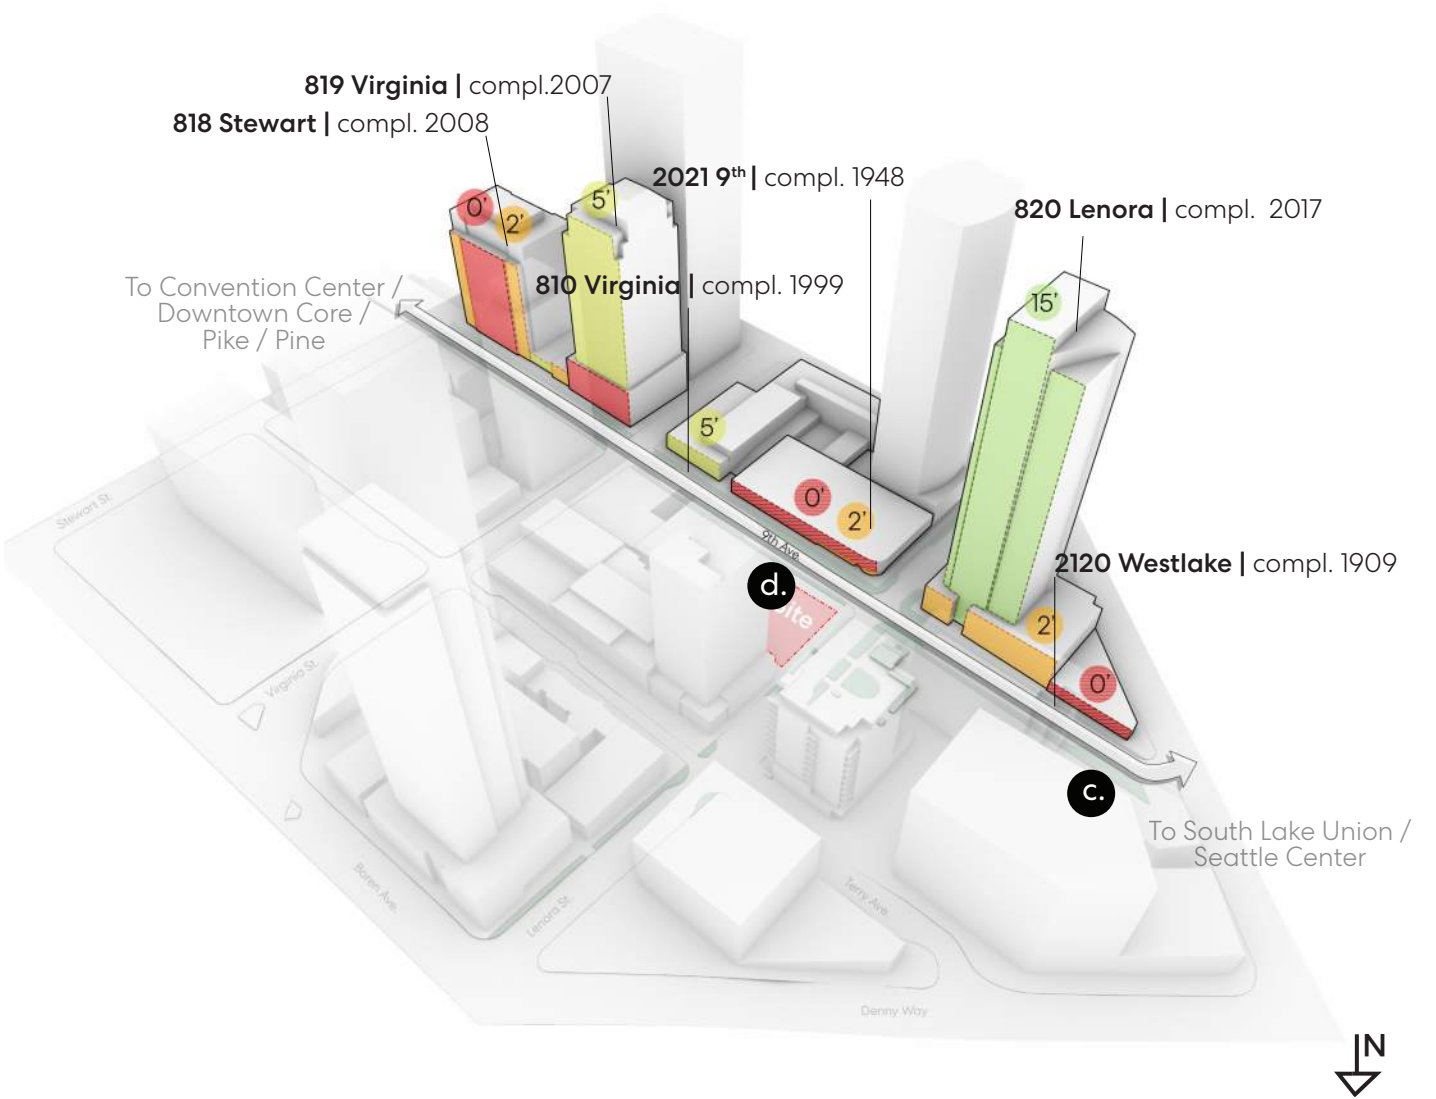 819 Virginia | compl.2007
818 Stewart | compl. 2008
2021 9th | compl. 1948
820 Lenora | compl. 2017
810 Virginia | compl. 1999
To Convention Center /
Downtown Core /
Pike / Pine
0'
2'
5'
15'
5'
0'
2'
Stewart St.
9th Ave.
2120 Westlake | compl. 1909
d.
site
2'
0'
Virginia St.
c.
To South Lake Union /
Seattle Center
Boren Ave.
Lenora St.
Terry Ave.
Denny Way
N